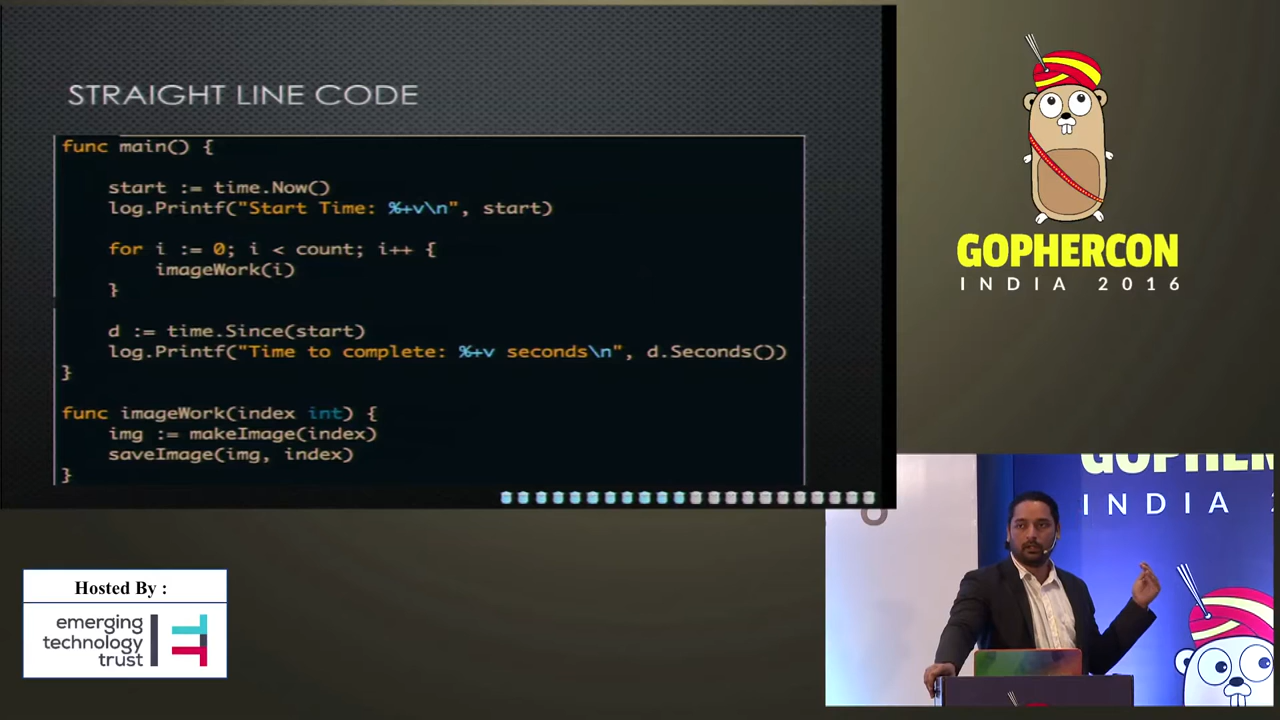 STRAIGHT LINE CODE
func main() {
start := time.Now()
log.Printf("Start Time: %+v\n", start)
for i := 0; i < count; i++ {
imageWork(i)
}
d := time.Since(start)
log.Printf("Time to complete: %+v seconds\n", d.Seconds())
}
func imageWork(index int) {
img := makeImage(index)
saveImage(img, index)
}
GOPHERCON
INDIA 2016
Hosted By :
emerging
technology
trust
INDIA